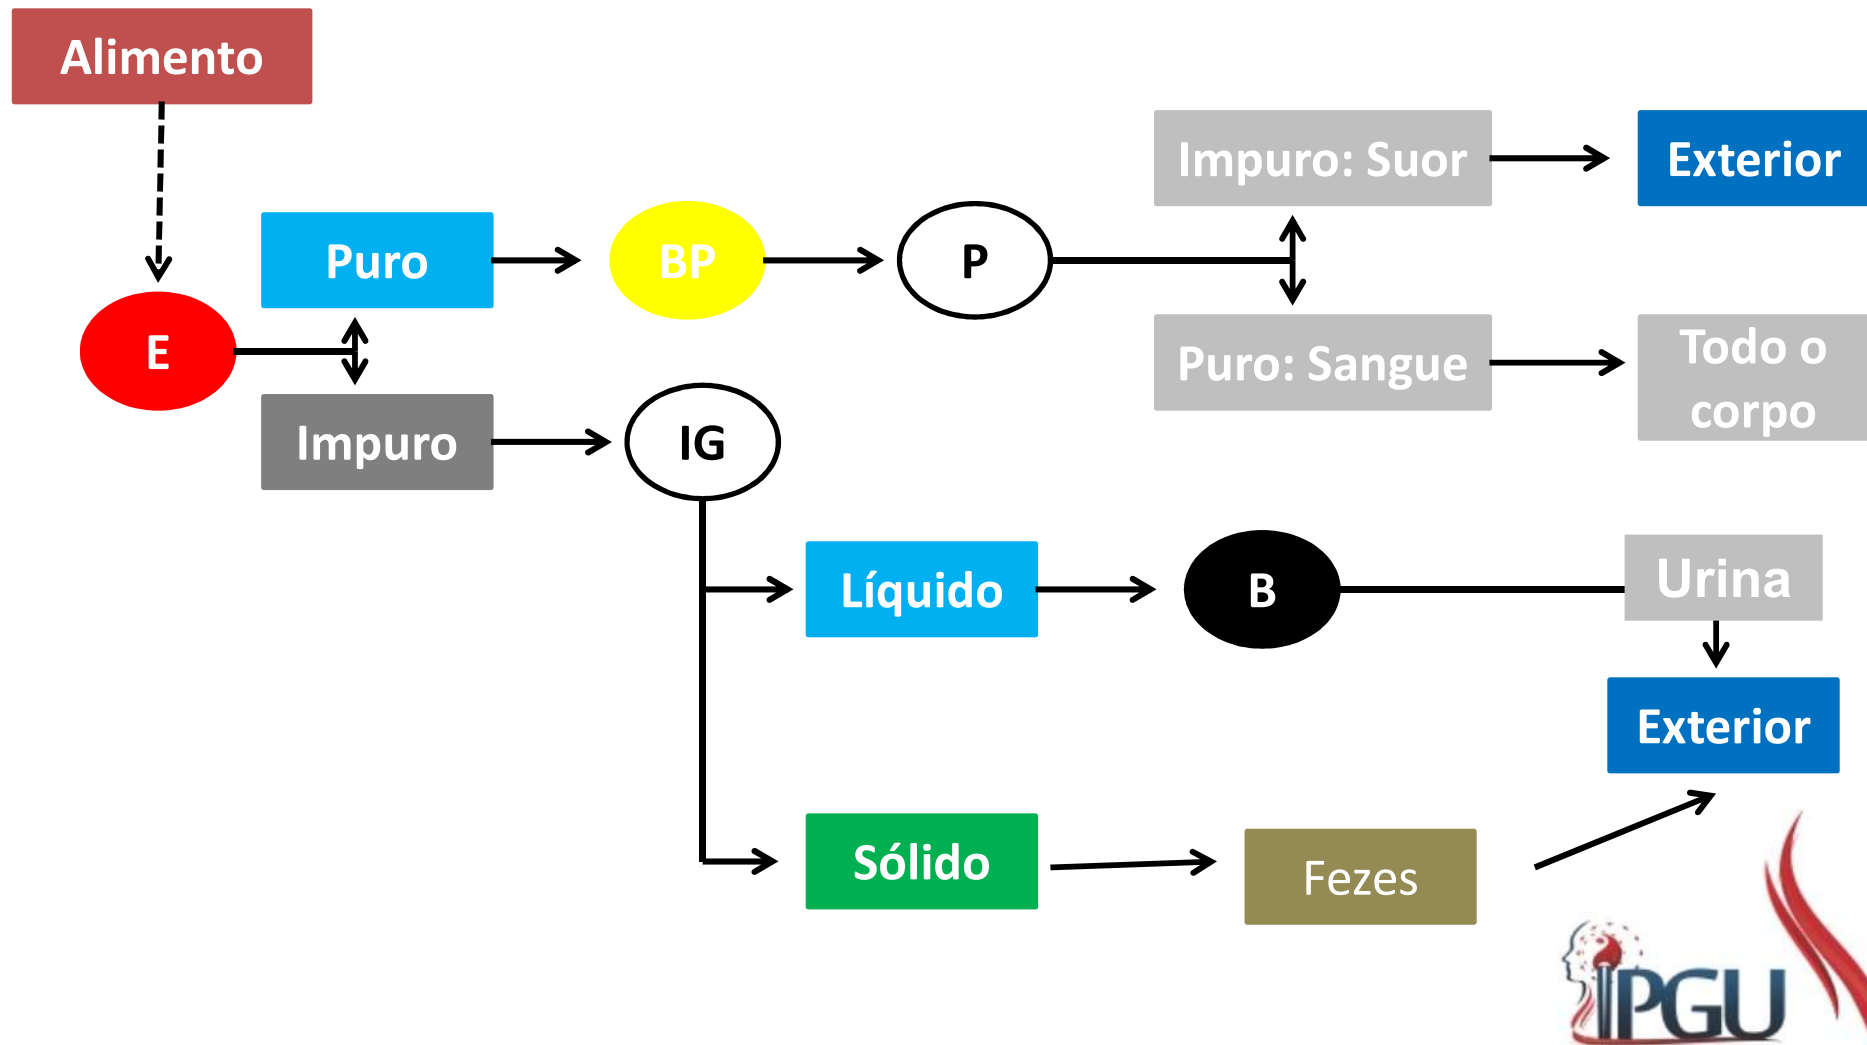 Alimento
Impuro: Suor
Exterior
Puro
BP
P
E
Puro: Sangue
Todo o
corpo
Impuro
IG
Líquido
B
Urina
Exterior
Sólido
Fezes
IPGU